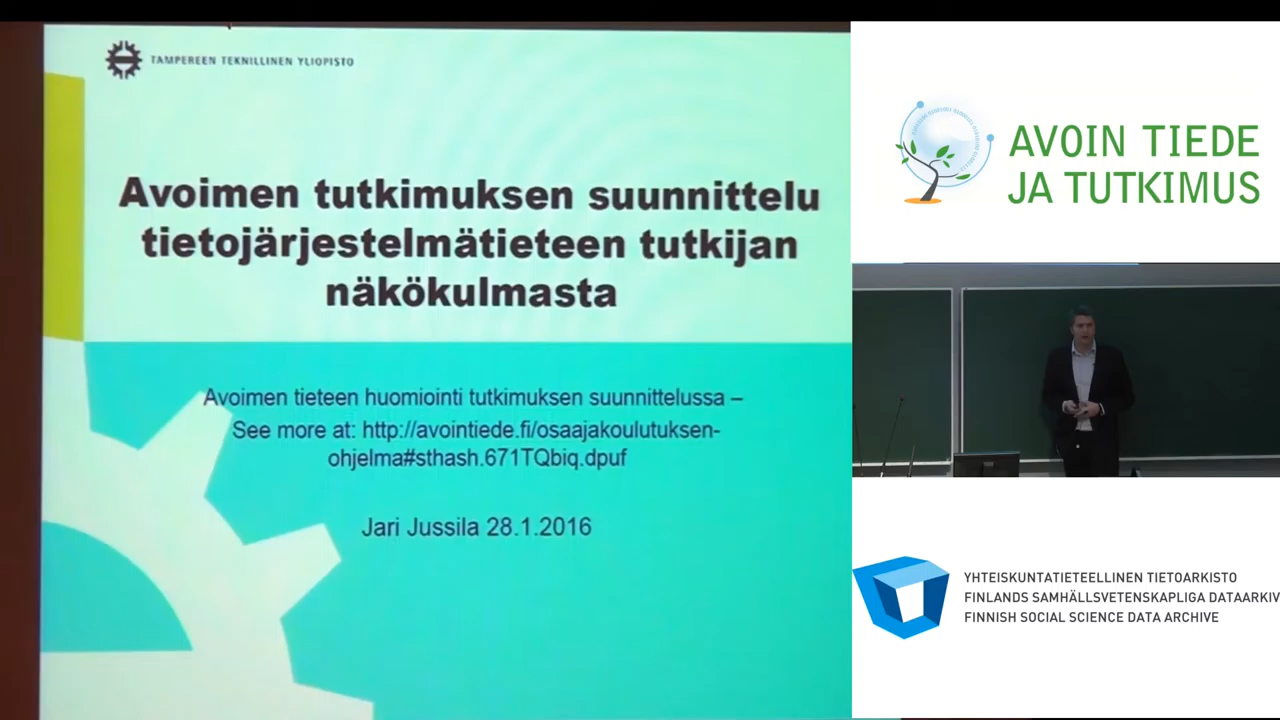 TAMPEREEN TEKNILLINEN YLIOPISTO
Avoimen tutkimuksen suunnittelu
tietojärjestelmätieteen tutkijan
näkökulmasta
Avoimen tieteen huomiointi tutkimuksen suunnittelussa –
See more at: http://avointiede.fi/osaajakoulutuksen-
ohjelma#sthash.671TQbiq.dpuf
Jari Jussila 28.1.2016
AVOIN TIEDE
JA TUTKIMUS
YHTEISKUNTATIETEELLINEN TIETOARKISTO
FINLANDS SAMHÄLLSVETENSKAPLIGA DATAARKIV
FINNISH SOCIAL SCIENCE DATA ARCHIVE